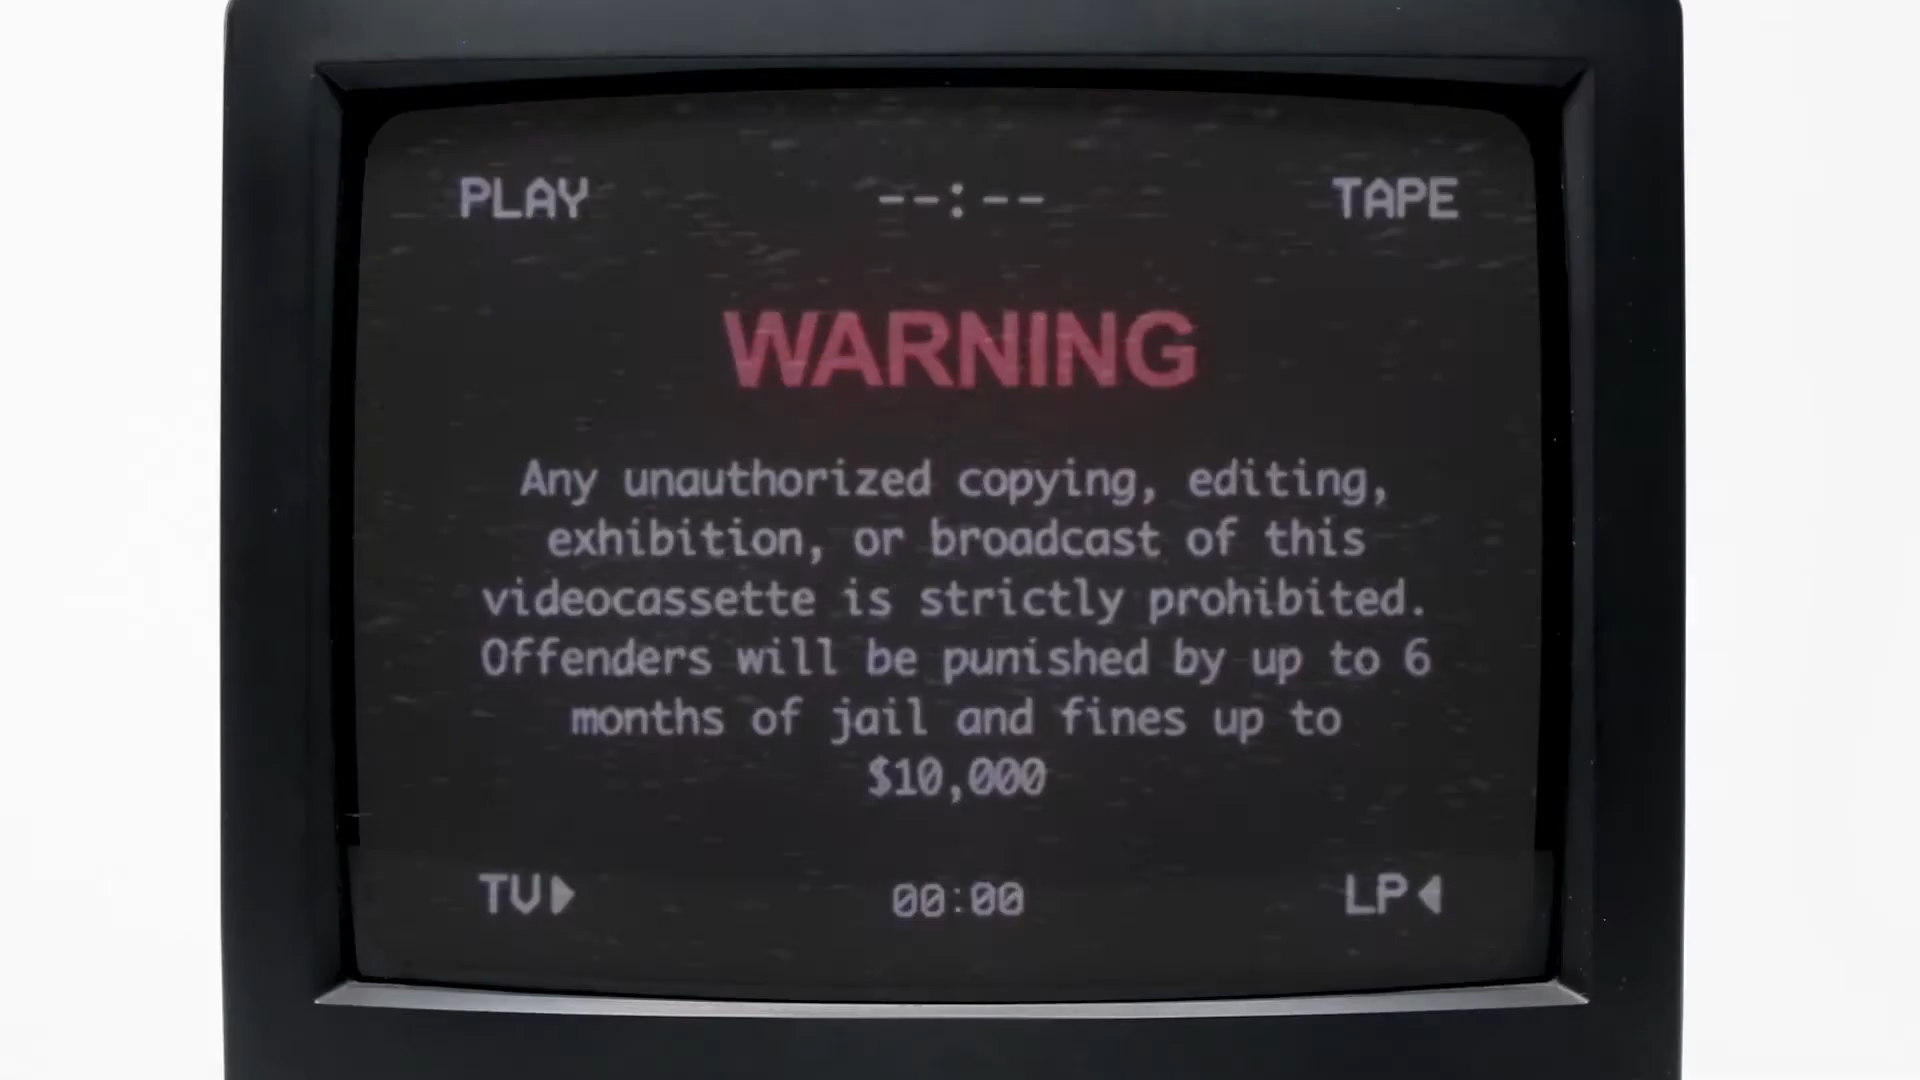 PLAY --:-- TAPE
WARNING
Any unauthorized copying, editing,
exhibition, or broadcast of this
videocassette is strictly prohibited.
Offenders will be punished by up to 6
months of jail and fines up to
$10,000
TV▶ 00:00 LP◀